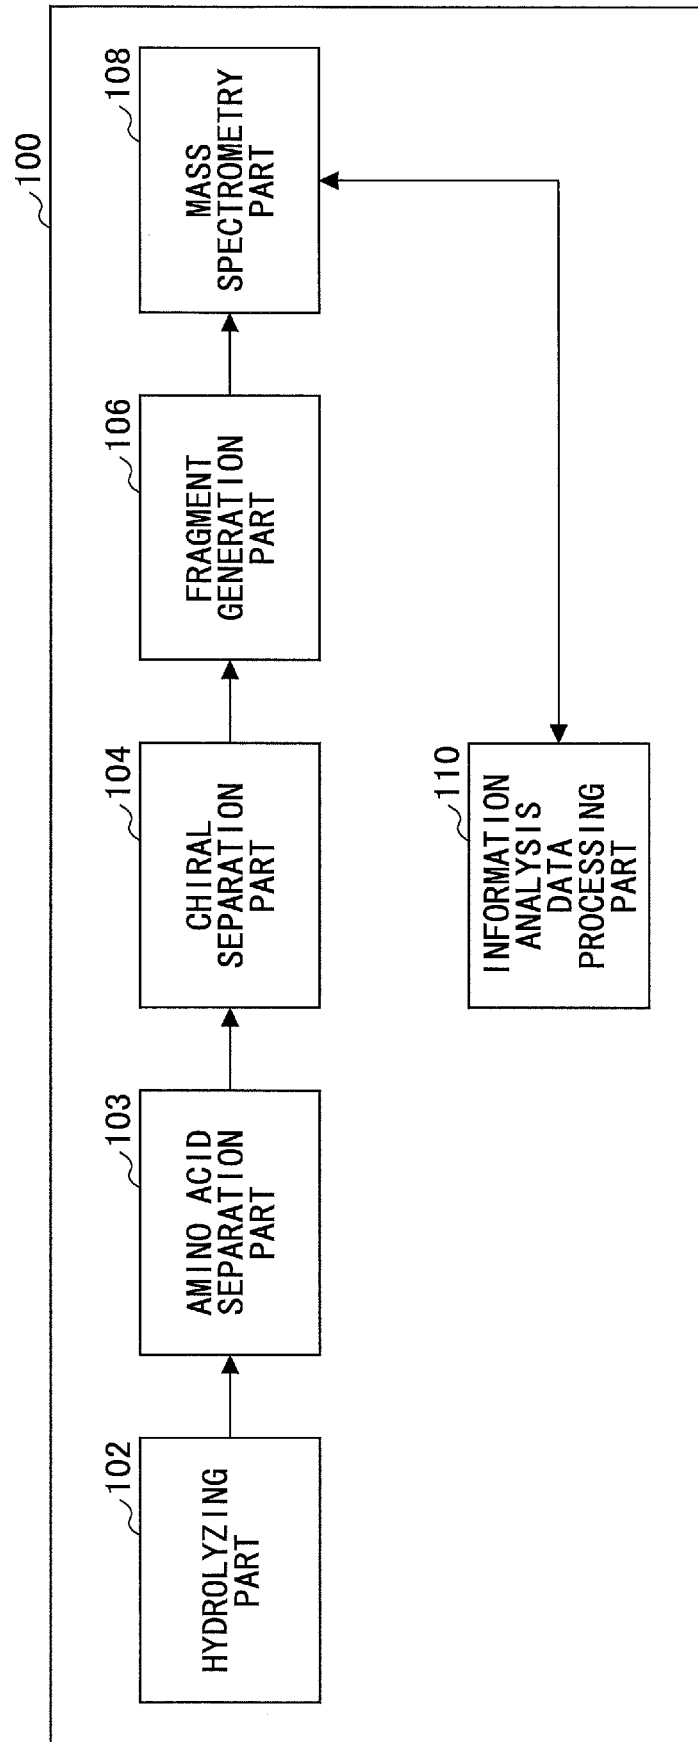 100
102
HYDROLYZING
PART
103
AMINO ACID
SEPARATION
PART
104
CHIRAL
SEPARATION
PART
106
FRAGMENT
GENERATION
PART
108
MASS
SPECTROMETRY
PART
110
INFORMATION
ANALYSIS
DATA
PROCESSING
PART